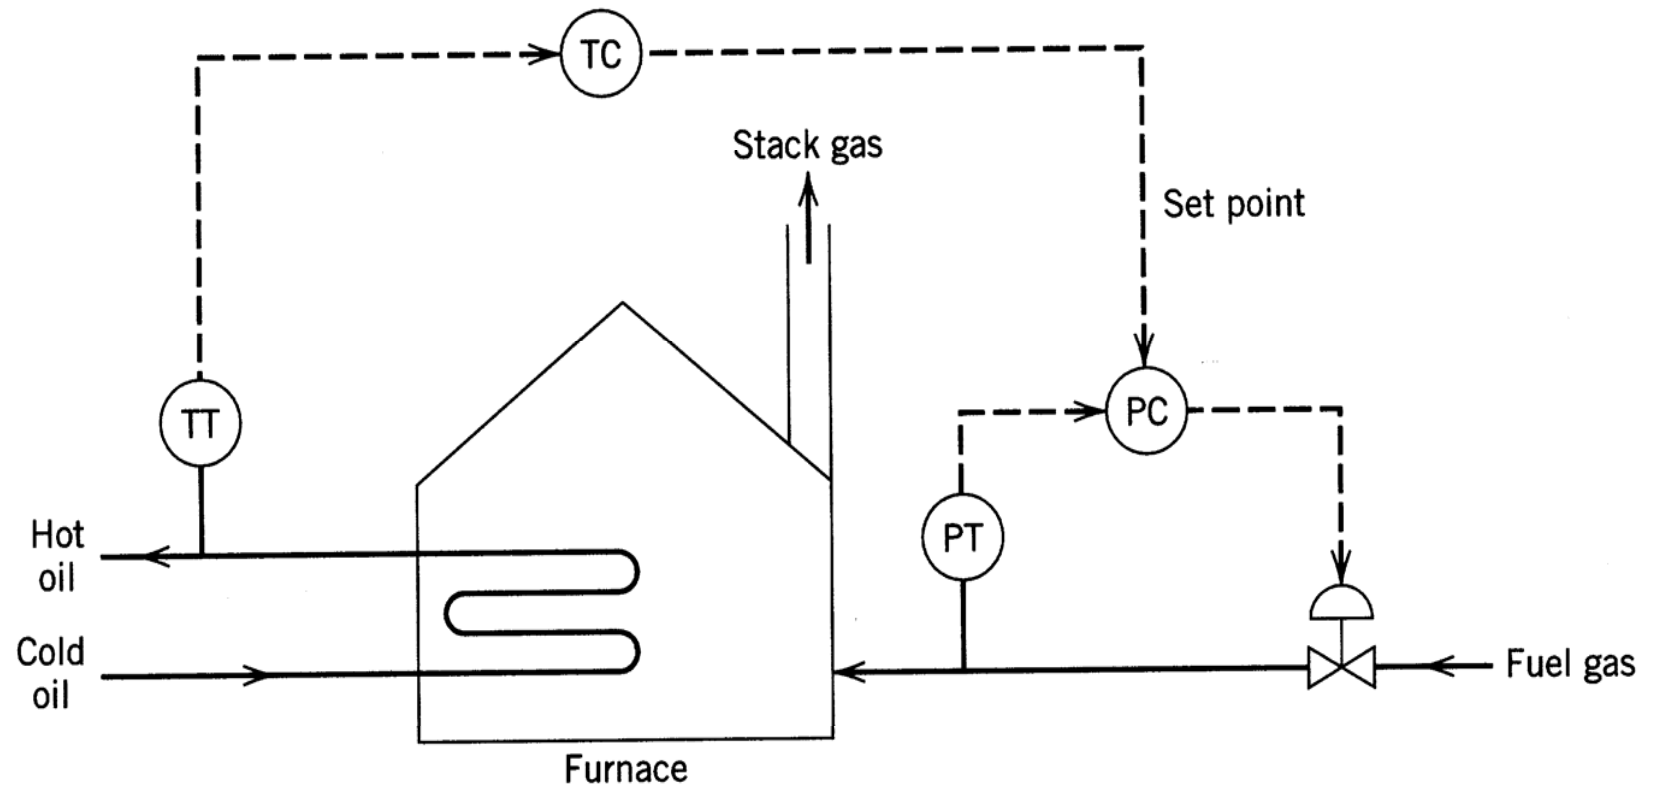 TC
Stack gas
Set point
TT
PC
Hot
oil
PT
Cold
oil
Fuel gas
Furnace